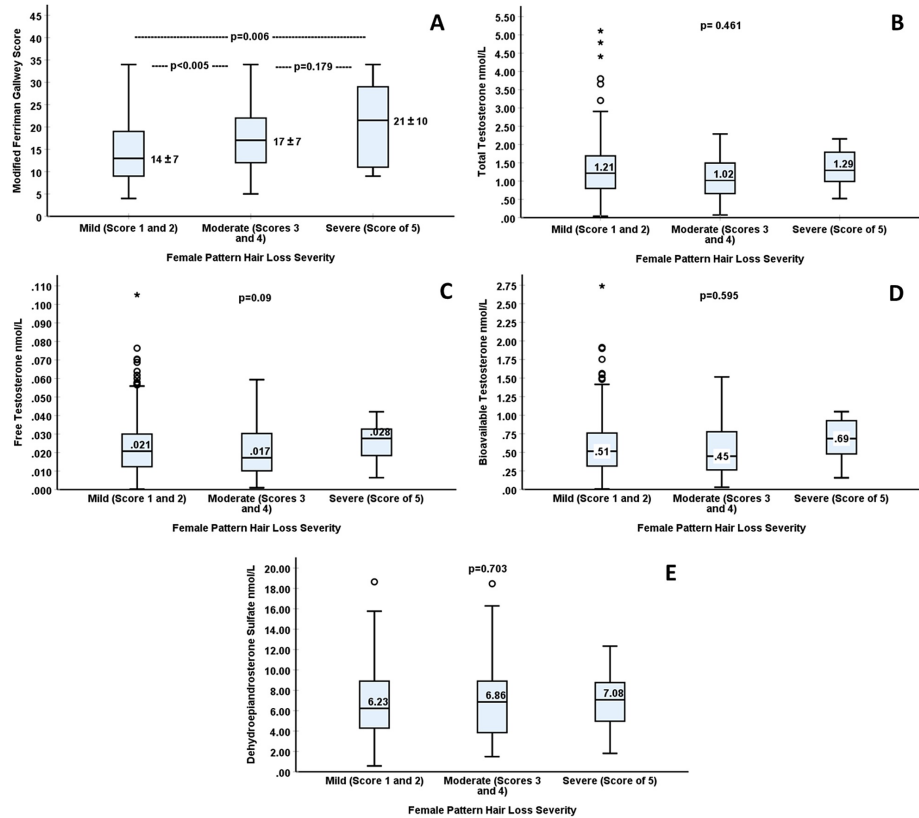 A
Modified Ferriman Gallwey Score
45
40
35
30
25
20
15
10
5
0
p=0.006
p<0.005
p=0.179
14 ± 7
17 ± 7
21 ± 10
Mild (Score 1 and 2)
Moderate (Scores 3
and 4)
Severe (Score of 5)
Female Pattern Hair Loss Severity
B
Total Testosterone nmol/L
5.50
5.00
4.50
4.00
3.50
3.00
2.50
2.00
1.50
1.00
.50
.00
p= 0.461
1.21
1.02
1.29
Mild (Score 1 and 2)
Moderate (Scores 3
and 4)
Severe (Score of 5)
Female Pattern Hair Loss Severity
C
Free Testosterone nmol/L
.110
.100
.090
.080
.070
.060
.050
.040
.030
.020
.010
.000
p=0.09
.021
.017
.028
Mild (Score 1 and 2)
Moderate (Scores 3
and 4)
Severe (Score of 5)
Female Pattern Hair Loss Severity
D
Bioavailable Testosterone nmol/L
2.75
2.50
2.25
2.00
1.75
1.50
1.25
1.00
.75
.50
.25
.00
p=0.595
.51
.45
.69
Mild (Score 1 and 2)
Moderate (Scores 3
and 4)
Severe (Score of 5)
Female Pattern Hair Loss Severity
E
Dehydroepiandrosterone Sulfate nmol/L
20.00
18.00
16.00
14.00
12.00
10.00
8.00
6.00
4.00
2.00
.00
p=0.703
6.23
6.86
7.08
Mild (Score 1 and 2)
Moderate (Scores 3
and 4)
Severe (Score of 5)
Female Pattern Hair Loss Severity